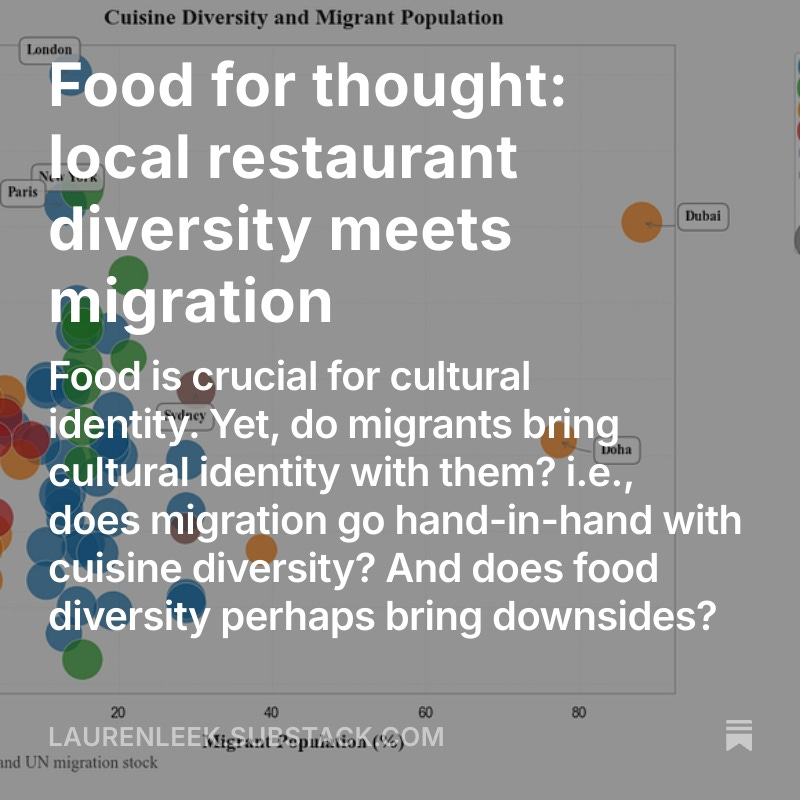 Cuisine Diversity and Migrant Population
London
Food for thought:
local restaurant
New York
Paris
diversity meets
Dubai
migration
Food is crucial for cultural
Sydney
identity. Yet, do migrants bring
Doha
cultural identity with them? i.e.,
does migration go hand-in-hand with
cuisine diversity? And does food
diversity perhaps bring downsides?
20 40 60 80
LAURENLEEK.SUBSTACK.COM
Migrant Population (%)
and UN migration stock